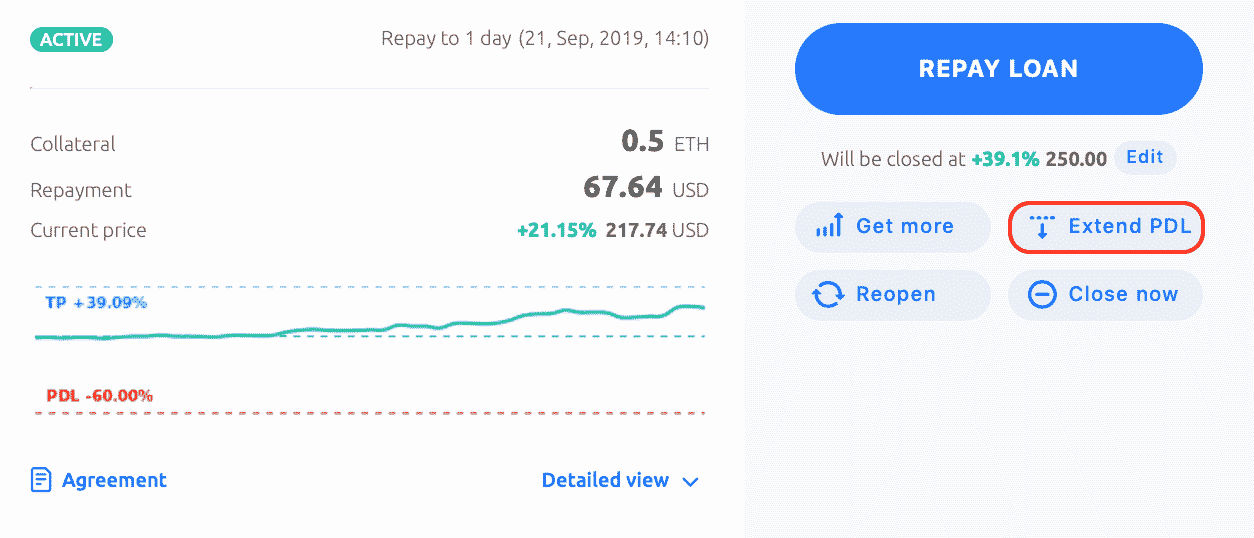 ACTIVE Repay to 1 day (21, Sep, 2019, 14:10)
Collateral 0.5 ETH
Repayment 67.64 USD
Current price +21.15% 217.74 USD
TP +39.09%
PDL -60.00%
Agreement Detailed view
REPAY LOAN
Will be closed at +39.1% 250.00 Edit
Get more Extend PDL
Reopen Close now